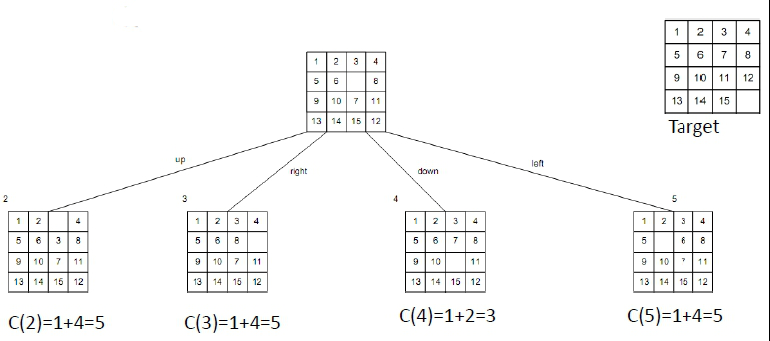 1 2 3 4
5 6 7 8
9 10 11 12
13 14 15
Target
1 2 3 4
5 6 8
9 10 7 11
13 14 15 12
up
right
down
left
2
1 2 4
5 6 3 8
9 10 7 11
13 14 15 12
C(2)=1+4=5
3
1 2 3 4
5 6 8
9 10 7 11
13 14 15 12
C(3)=1+4=5
4
1 2 3 4
5 6 7 8
9 10 11
13 14 15 12
C(4)=1+2=3
5
1 2 3 4
5 6 8
9 10 7 11
13 14 15 12
C(5)=1+4=5